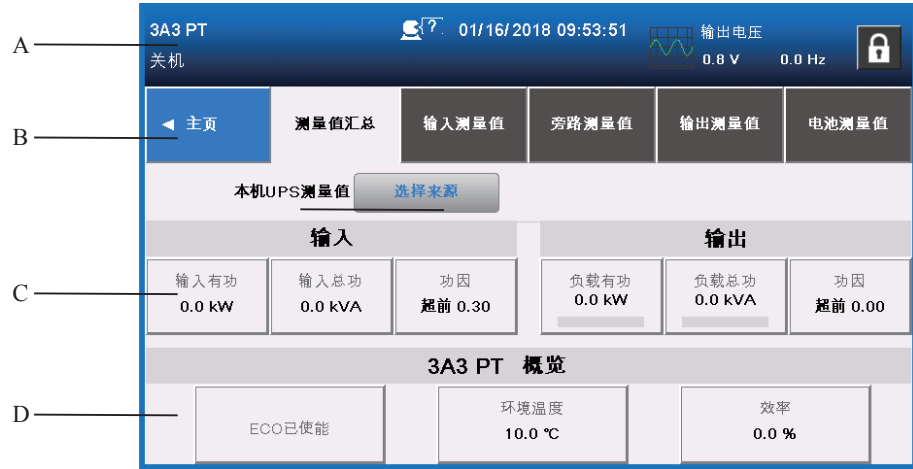 A
3A3 PT
? 01/16/2018 09:53:51
输出电压
关机
0.8 V 0.0 Hz
B
◄ 主页 测量值汇总 输入测量值 旁路测量值 输出测量值 电池测量值
本机UPS测量值 选择来源
输入 输出
C
输入有功 输入总功 功因 负载有功 负载总功 功因
0.0 kW 0.0 kVA 超前 0.30 0.0 kW 0.0 kVA 超前 0.00
3A3 PT 概览
D
ECO已使能
环境温度 效率
10.0 ℃ 0.0 %